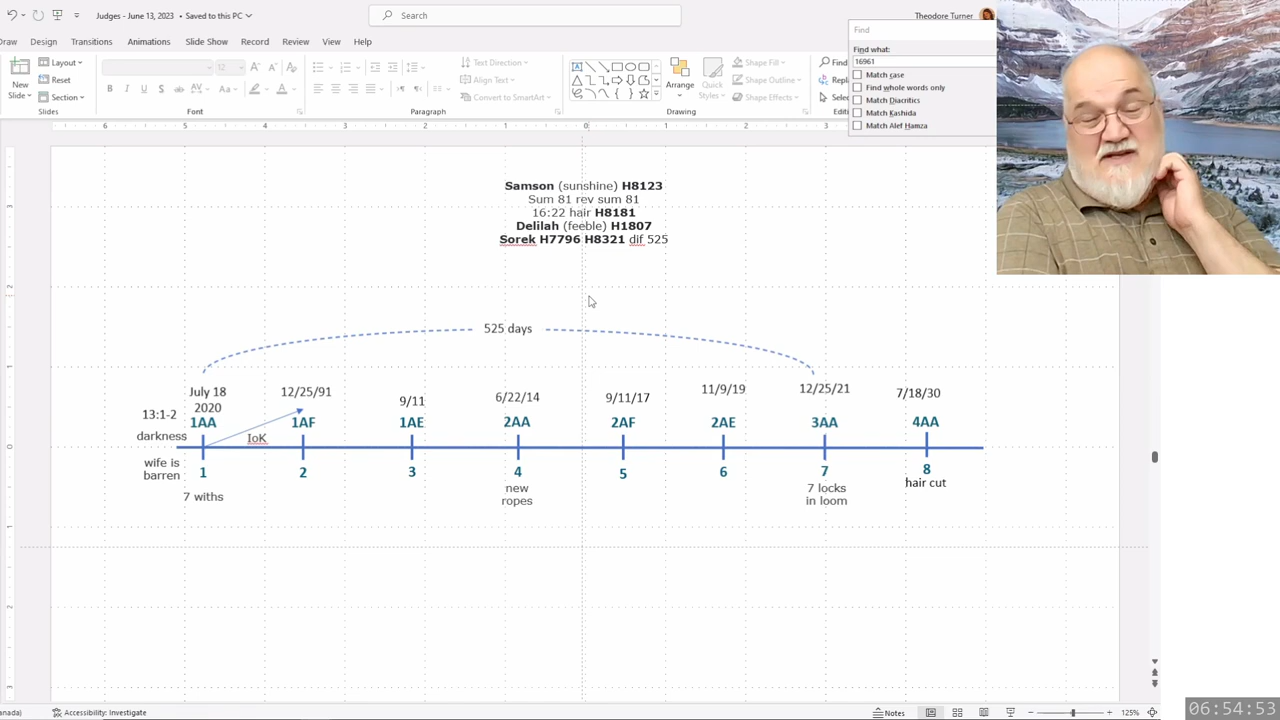 Judges - June 13, 2023 • Saved to this PC
Search
Theodore Turner
Draw Design Transitions Animations Slide Show Record Review View Help
New Slide
Layout
Reset
Section
Slides
Font
Text Direction
Align Text
Convert to SmartArt
Paragraph
Arrange
Quick Styles
Shape Fill
Shape Outline
Shape Effects
Drawing
Find
Find what:
16961
Match case
Find whole words only
Match Diacritics
Match Kashida
Match Alef Hamza
Samson (sunshine) H8123
Sum 81 rev sum 81
16:22 hair H8181
Delilah (feeble) H1807
Sorek H7796 H8321 dif 525
525 days
July 18 2020
12/25/91
9/11
6/22/14
9/11/17
11/9/19
12/25/21
7/18/30
13:1-2
1AA
1AF
1AE
2AA
2AF
2AE
3AA
4AA
darkness
IoK
wife is barren
1
2
3
4
5
6
7
8
7 withs
new ropes
7 locks in loom
hair cut
Accessibility: Investigate
Notes
125%
06:54:53